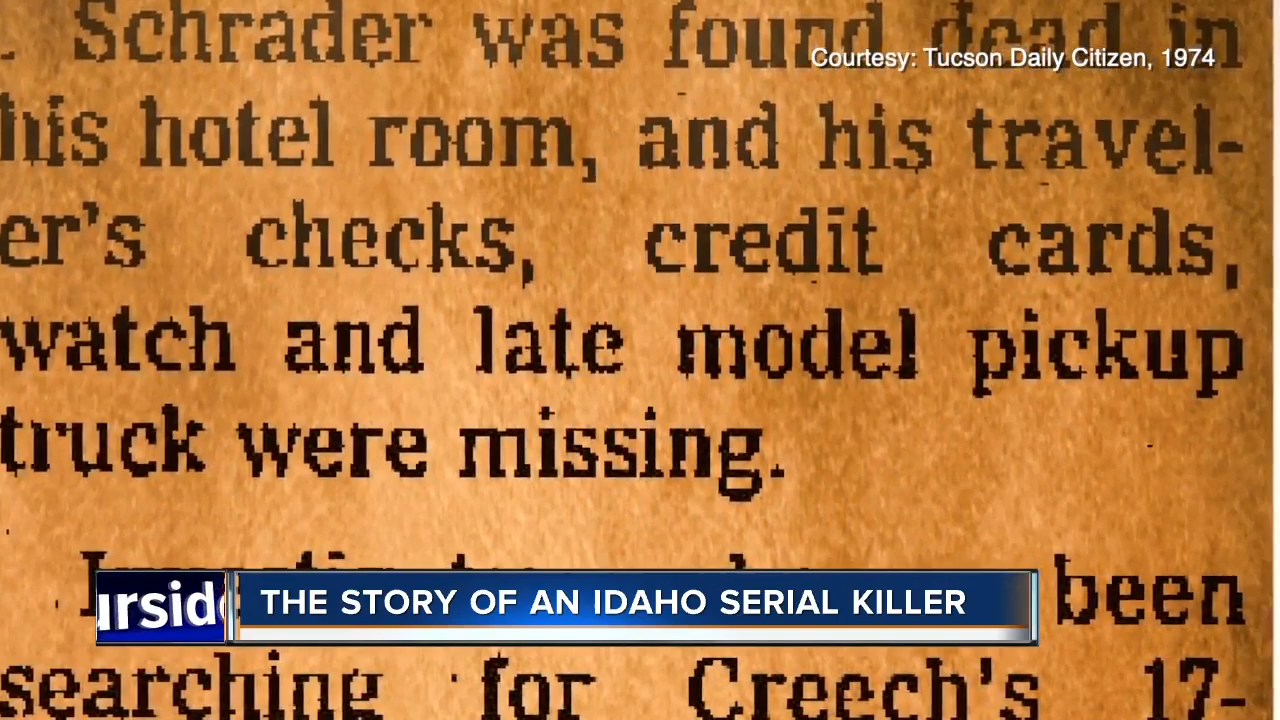 . Schrader was found dead in
Courtesy: Tucson Daily Citizen, 1974
his hotel room, and his travel-
er's checks, credit cards,
watch and late model pickup
truck were missing.
been
urside
THE STORY OF AN IDAHO SERIAL KILLER
searching for Creech's 17-